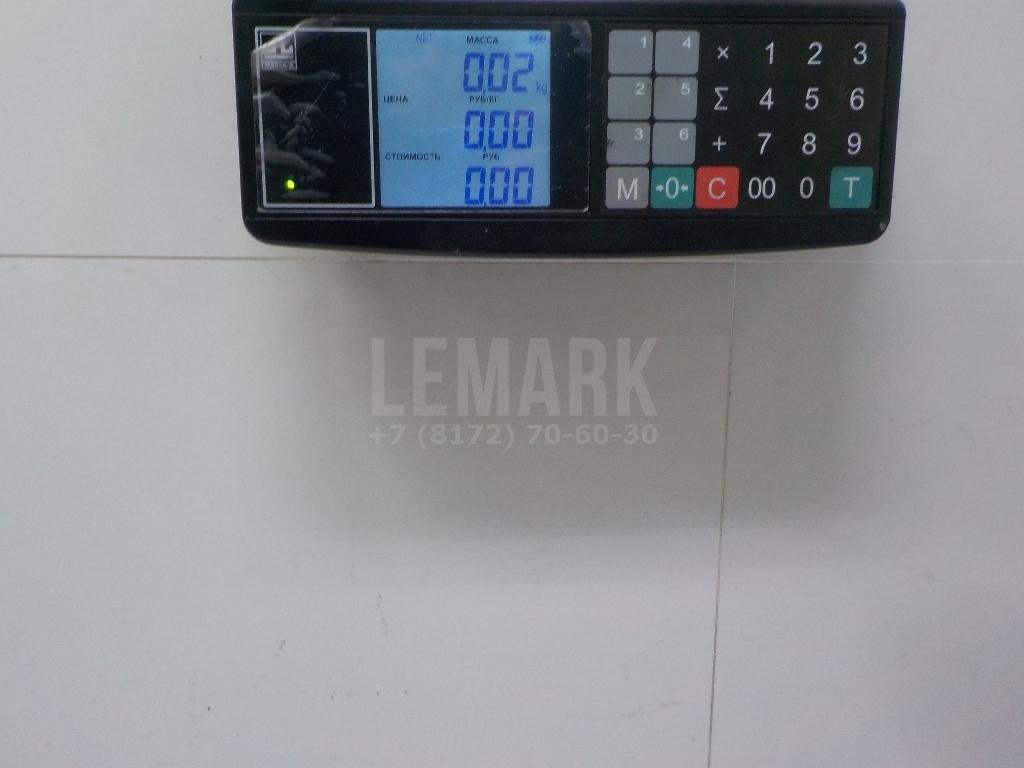 NET МАССА
0,02 kg
ЦЕНА РУБ/КГ
0,00
СТОИМОСТЬ РУБ
0,00
1 4 × 1 2 3
2 5 Σ 4 5 6
3 6 + 7 8 9
M →0← C 00 0 T
LEMARK
+7 (8172) 70-60-30